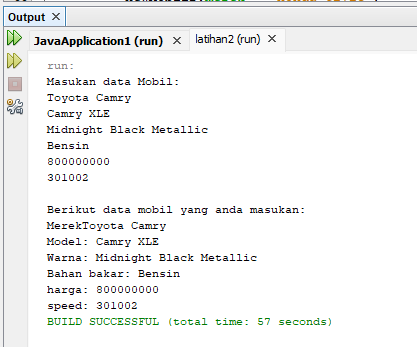 Output ×
JavaApplication1 (run) × latihan2 (run) ×
run:
Masukan data Mobil:
Toyota Camry
Camry XLE
Midnight Black Metallic
Bensin
800000000
301002
Berikut data mobil yang anda masukan:
MerekToyota Camry
Model: Camry XLE
Warna: Midnight Black Metallic
Bahan bakar: Bensin
harga: 800000000
speed: 301002
BUILD SUCCESSFUL (total time: 57 seconds)